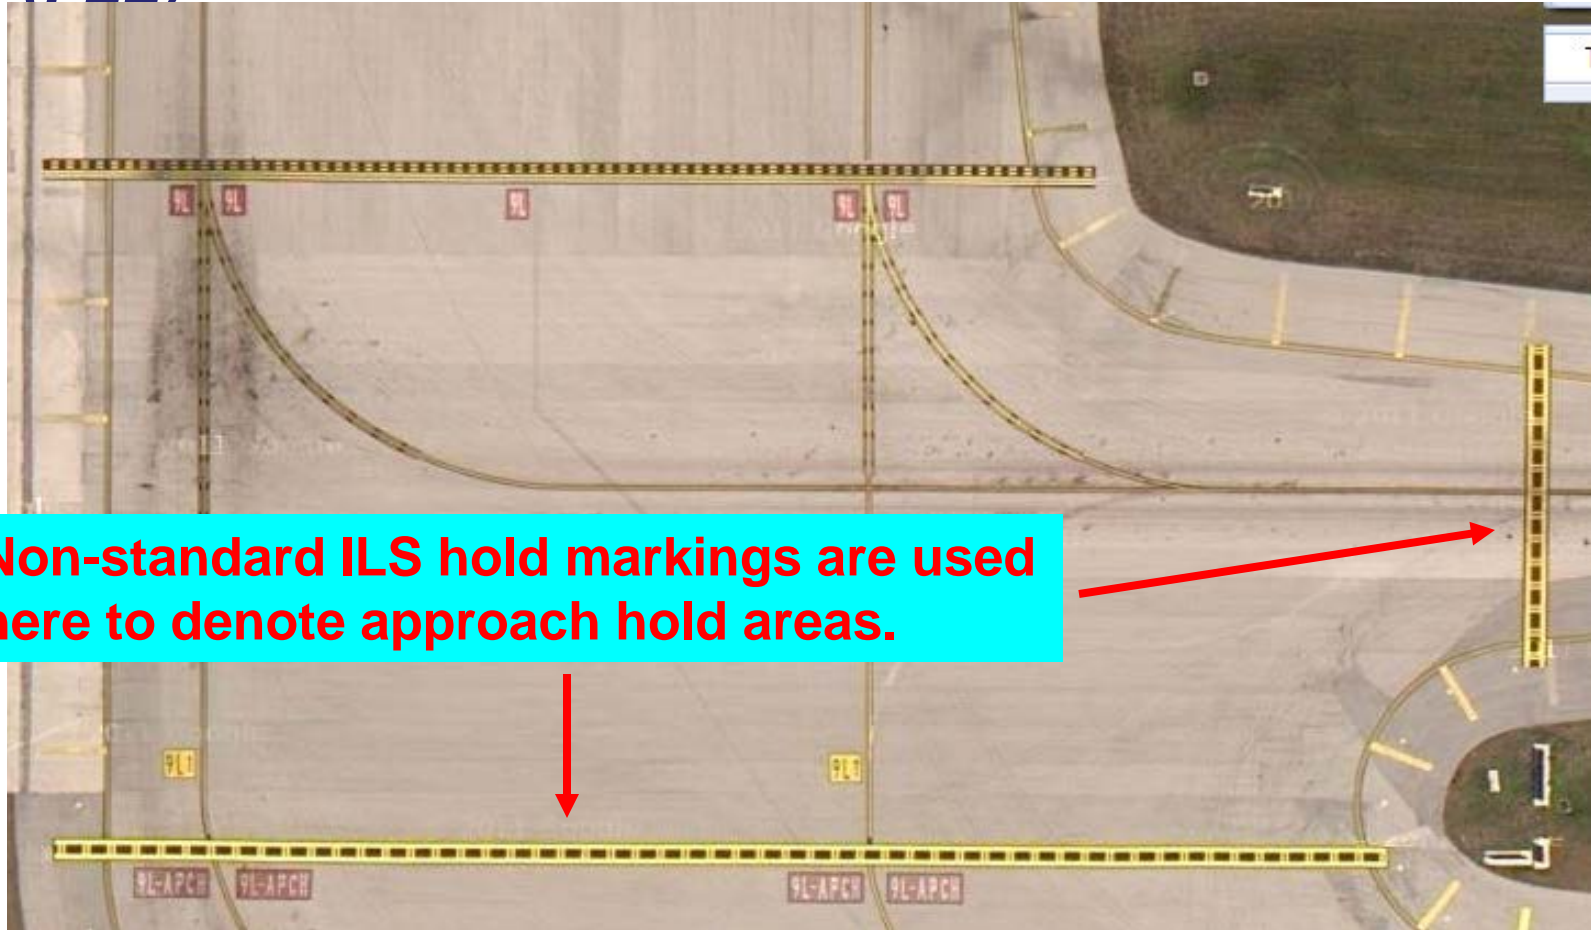 9L 9L 9L 9L 9L
Non-standard ILS hold markings are used
here to denote approach hold areas.
9L↑ 9L↑
9L-APCH 9L-APCH 9L-APCH 9L-APCH